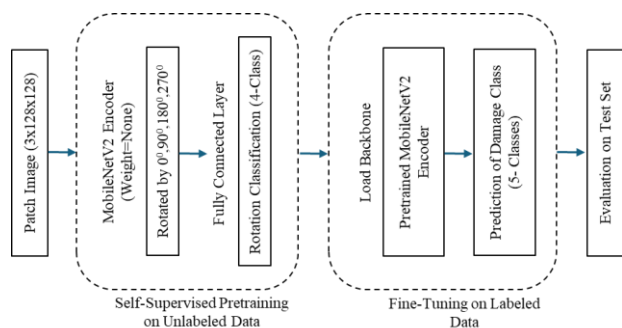 Patch Image (3x128x128)
MobileNetV2 Encoder
(Weight=None)
Rotated by 0⁰,90⁰,180⁰,270⁰
Fully Connected Layer
Rotation Classification (4-Class)
Self-Supervised Pretraining
on Unlabeled Data
Load Backbone
Pretrained MobileNetV2
Encoder
Prediction of Damage Class
(5- Classes)
Fine-Tuning on Labeled
Data
Evaluation on Test Set